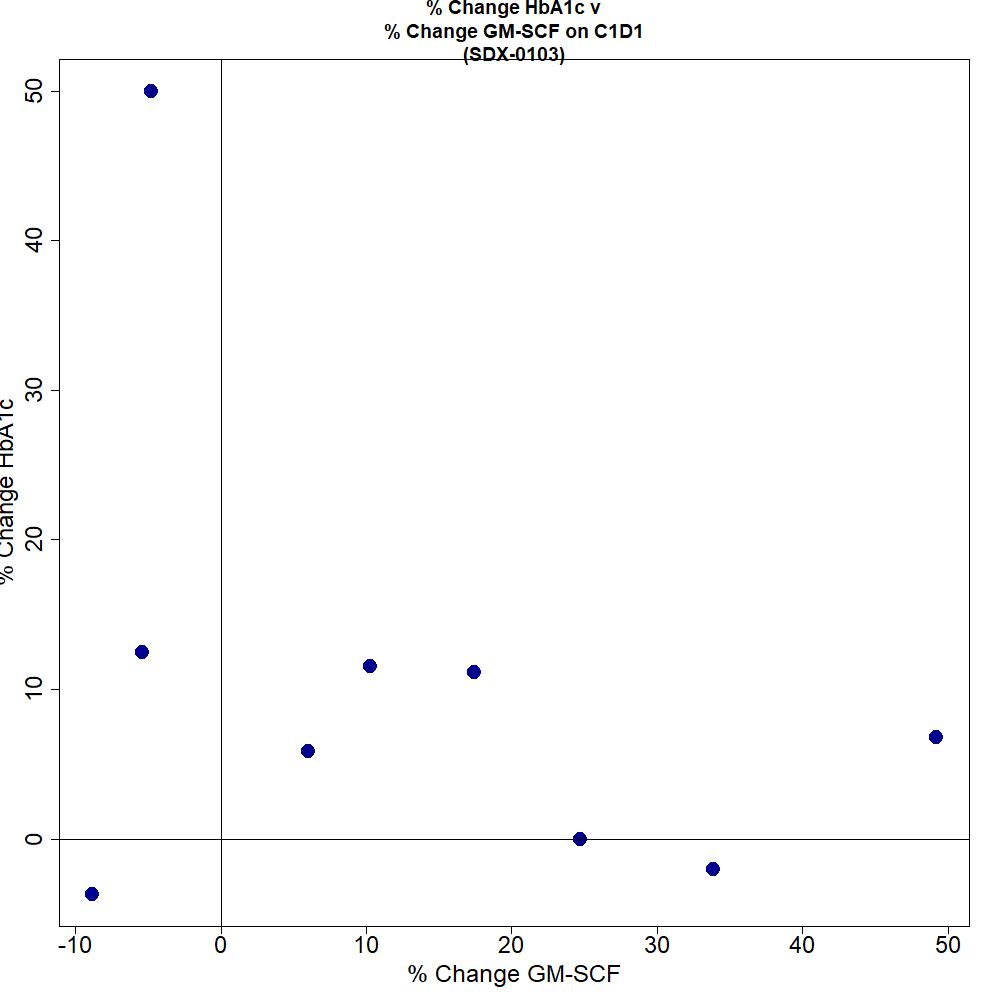 % Change HbA1c v
% Change GM-SCF on C1D1
(SDX-0103)
50
40
30
20
10
0
% Change HbA1c
-10 0 10 20 30 40 50
% Change GM-SCF